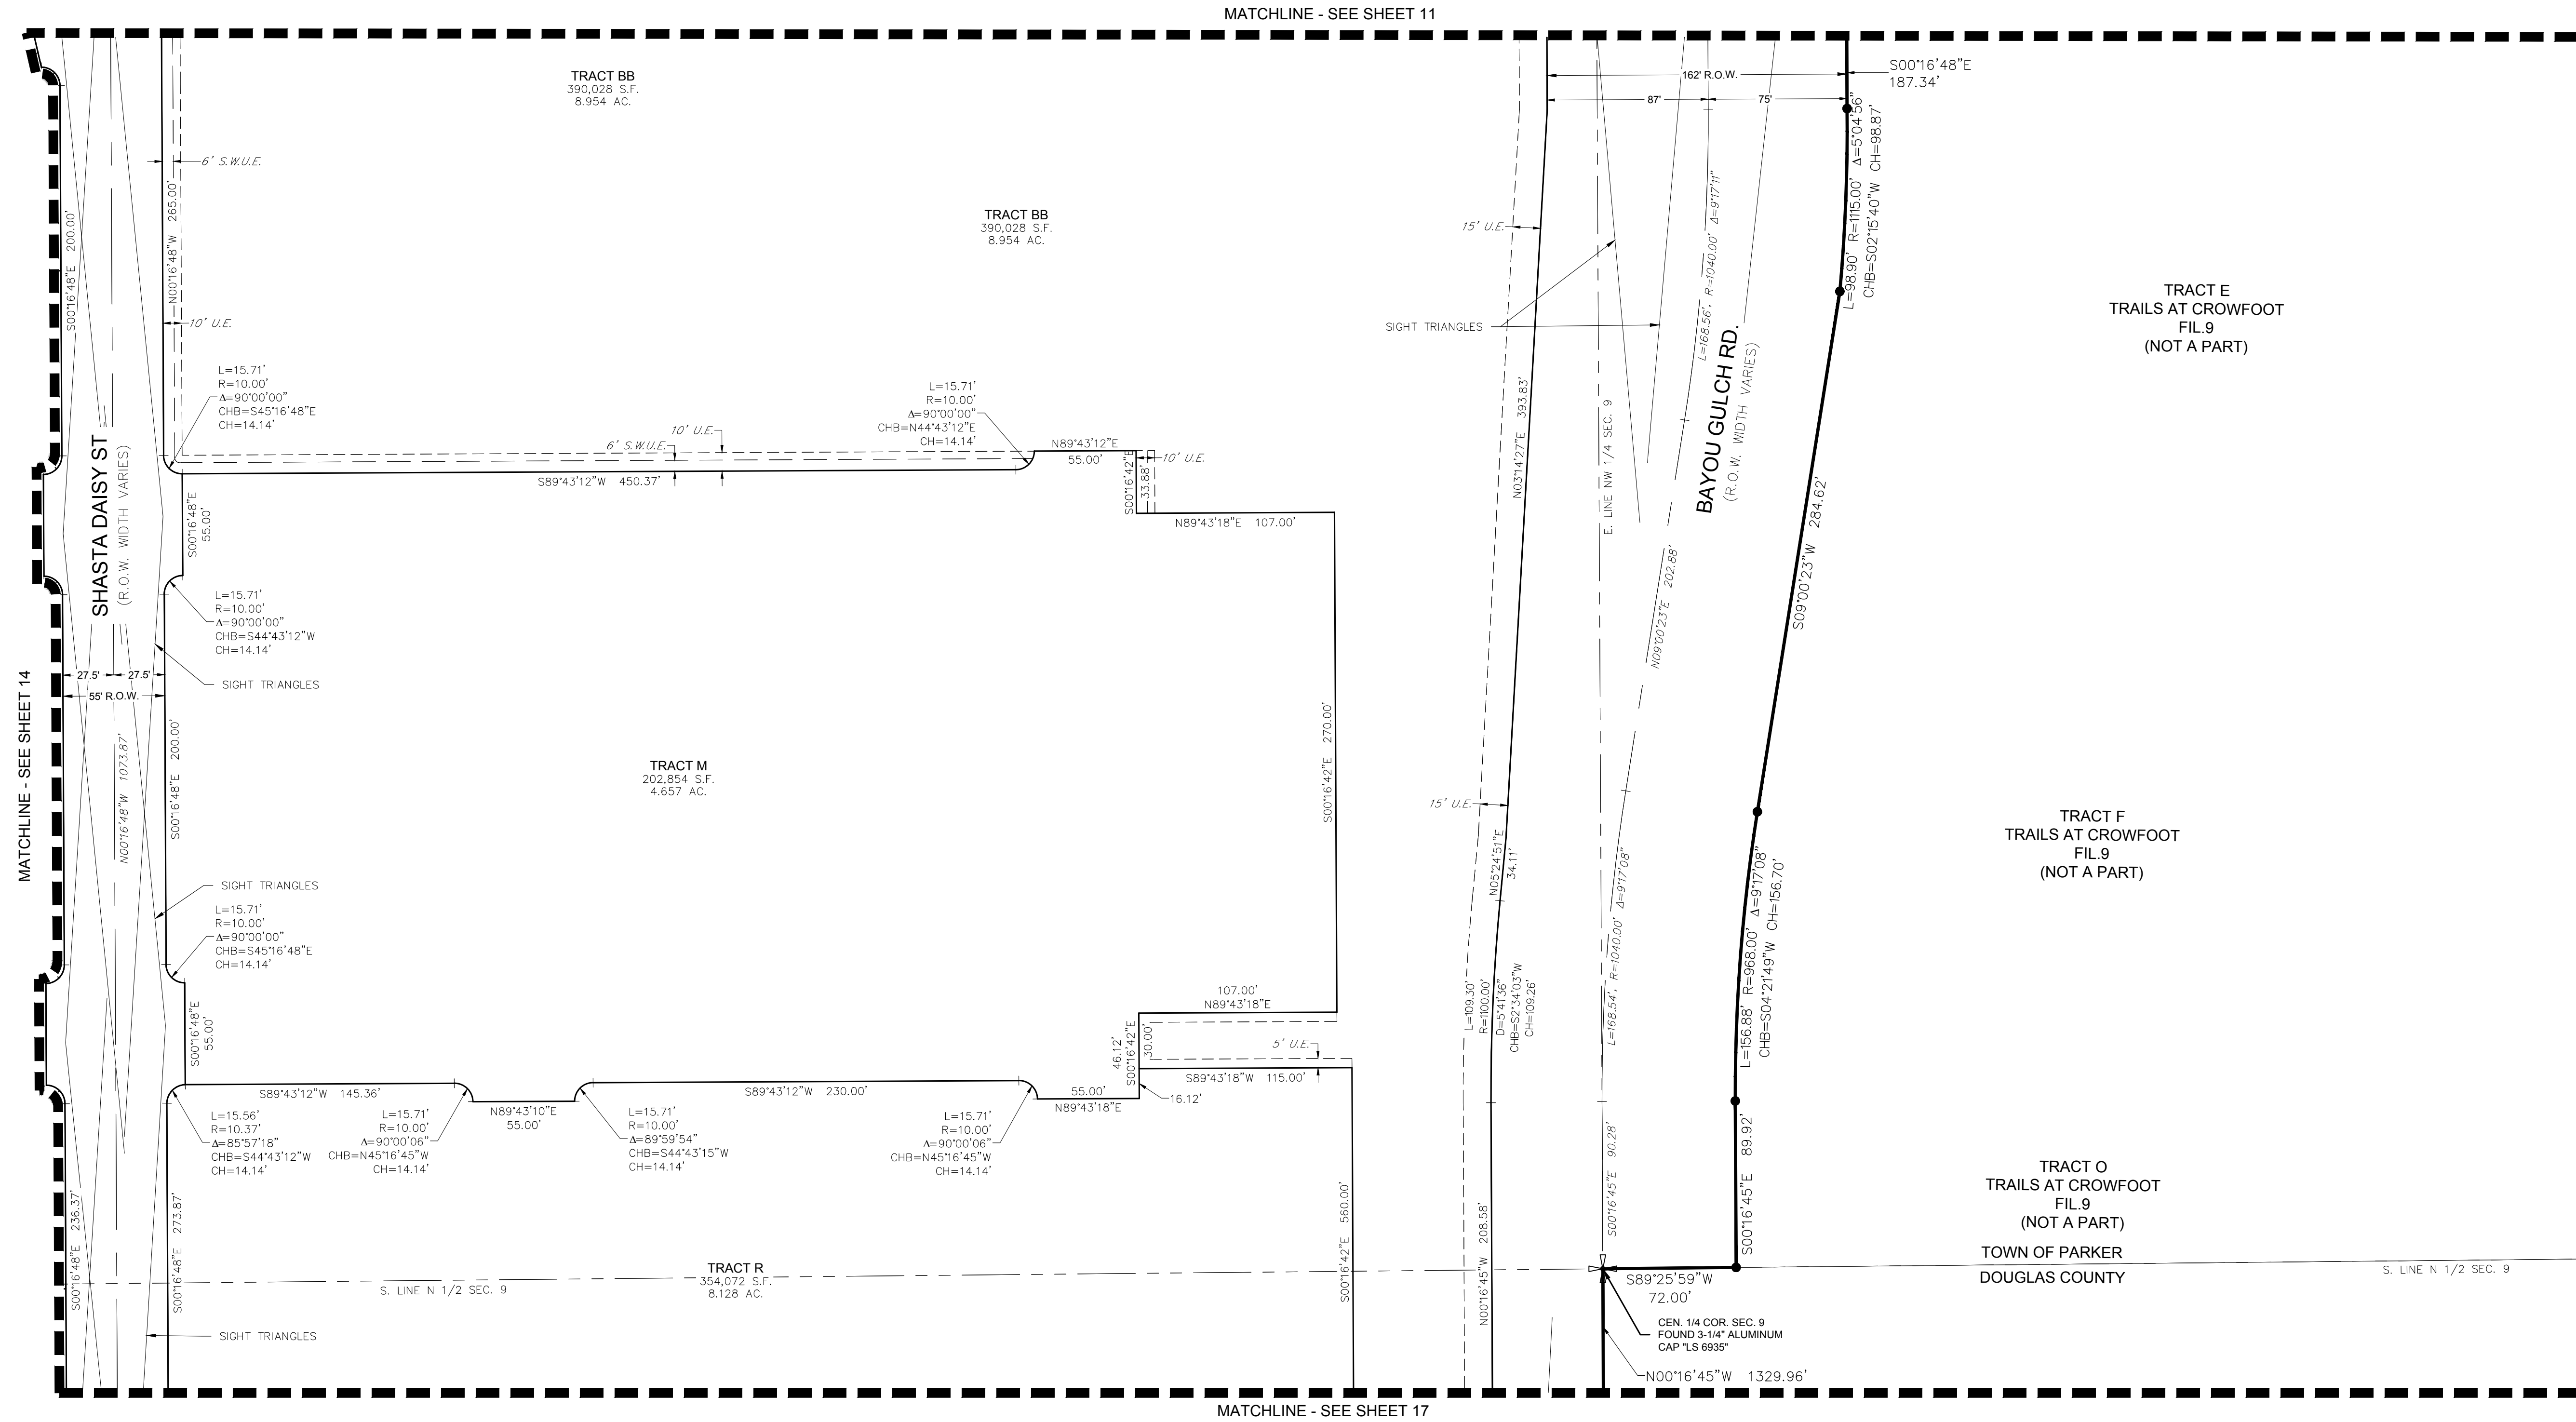 MATCHLINE - SEE SHEET 11
TRACT BB
390,028 S.F.
8.954 AC.
162' R.O.W.
S00°16'48"E
187.34'
87'
75'
6' S.W.U.E.
N00°16'48"W 265.00'
S00°16'48"E 200.00'
TRACT BB
390,028 S.F.
8.954 AC.
15' U.E.
L=98.90' R=1115.00' Δ=5°04'56"
CHB=S02°15'40"W CH=98.87'
L=168.56', R=1040.00' Δ=9°17'11"
10' U.E.
SIGHT TRIANGLES
TRACT E
TRAILS AT CROWFOOT
FIL.9
(NOT A PART)
L=15.71'
R=10.00'
Δ=90°00'00"
CHB=S45°16'48"E
CH=14.14'
L=15.71'
R=10.00'
Δ=90°00'00"
CHB=N44°43'12"E
CH=14.14'
N03°14'27"E 393.83'
E. LINE NW 1/4 SEC. 9
BAYOU GULCH RD.
(R.O.W. WIDTH VARIES)
6' S.W.U.E.
10' U.E.
N89°43'12"E
55.00'
10' U.E.
S00°16'42"E
33.88'
S89°43'12"W 450.37'
N89°43'18"E 107.00'
SHASTA DAISY ST
(R.O.W. WIDTH VARIES)
S00°16'48"E
55.00'
S09°00'23"W 284.62'
N09°00'23"E 202.88'
L=15.71'
R=10.00'
Δ=90°00'00"
CHB=S44°43'12"W
CH=14.14'
27.5'
27.5'
SIGHT TRIANGLES
55' R.O.W.
MATCHLINE - SEE SHEET 14
N00°16'48"W 1073.87'
S00°16'48"E 200.00'
TRACT M
202,854 S.F.
4.657 AC.
S00°16'42"E 270.00'
15' U.E.
N05°24'51"E
34.11'
TRACT F
TRAILS AT CROWFOOT
FIL.9
(NOT A PART)
SIGHT TRIANGLES
L=15.71'
R=10.00'
Δ=90°00'00"
CHB=S45°16'48"E
CH=14.14'
L=168.54', R=1040.00' Δ=9°17'08"
L=156.88' R=968.00' Δ=9°17'08"
CHB=S04°21'49"W CH=156.70'
L=109.30'
R=1100.00'
D=5°41'36"
CHB=S2°34'03"W
CH=109.26'
107.00'
N89°43'18"E
S00°16'48"E
55.00'
46.12'
S00°16'42"E
30.00'
5' U.E.
S89°43'18"W 115.00'
S89°43'12"W 145.36'
S89°43'12"W 230.00'
55.00'
N89°43'18"E
16.12'
N89°43'10"E
55.00'
L=15.56'
R=10.37'
Δ=85°57'18"
CHB=S44°43'12"W
CH=14.14'
L=15.71'
R=10.00'
Δ=90°00'06"
CHB=N45°16'45"W
CH=14.14'
L=15.71'
R=10.00'
Δ=89°59'54"
CHB=S44°43'15"W
CH=14.14'
L=15.71'
R=10.00'
Δ=90°00'06"
CHB=N45°16'45"W
CH=14.14'
S00°16'45"E 90.28'
S00°16'45"E 89.92'
TRACT O
TRAILS AT CROWFOOT
FIL.9
(NOT A PART)
S00°16'48"E 236.37'
S00°16'48"E 273.87'
S00°16'42"E 560.00'
N00°16'45"W 208.58'
TOWN OF PARKER
DOUGLAS COUNTY
S. LINE N 1/2 SEC. 9
TRACT R
354,072 S.F.
8.128 AC.
S. LINE N 1/2 SEC. 9
S89°25'59"W
72.00'
CEN. 1/4 COR. SEC. 9
FOUND 3-1/4" ALUMINUM
CAP "LS 6935"
SIGHT TRIANGLES
N00°16'45"W 1329.96'
MATCHLINE - SEE SHEET 17